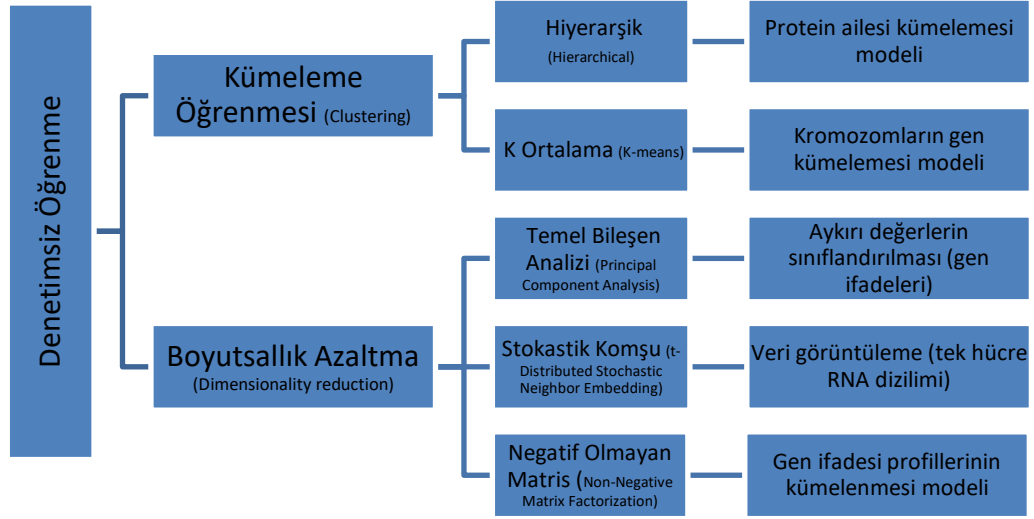 Denetimsiz Öğrenme
Kümeleme
Öğrenmesi (Clustering)
Hiyerarşik
(Hierarchical)
Protein ailesi kümelemesi
modeli
K Ortalama (K-means)
Kromozomların gen
kümelemesi modeli
Boyutsallık Azaltma
(Dimensionality reduction)
Temel Bileşen
Analizi (Principal
Component Analysis)
Aykırı değerlerin
sınıflandırılması (gen
ifadeleri)
Stokastik Komşu (t-
Distributed Stochastic
Neighbor Embedding)
Veri görüntüleme (tek hücre
RNA dizilimi)
Negatif Olmayan
Matris (Non-Negative
Matrix Factorization)
Gen ifadesi profillerinin
kümelenmesi modeli